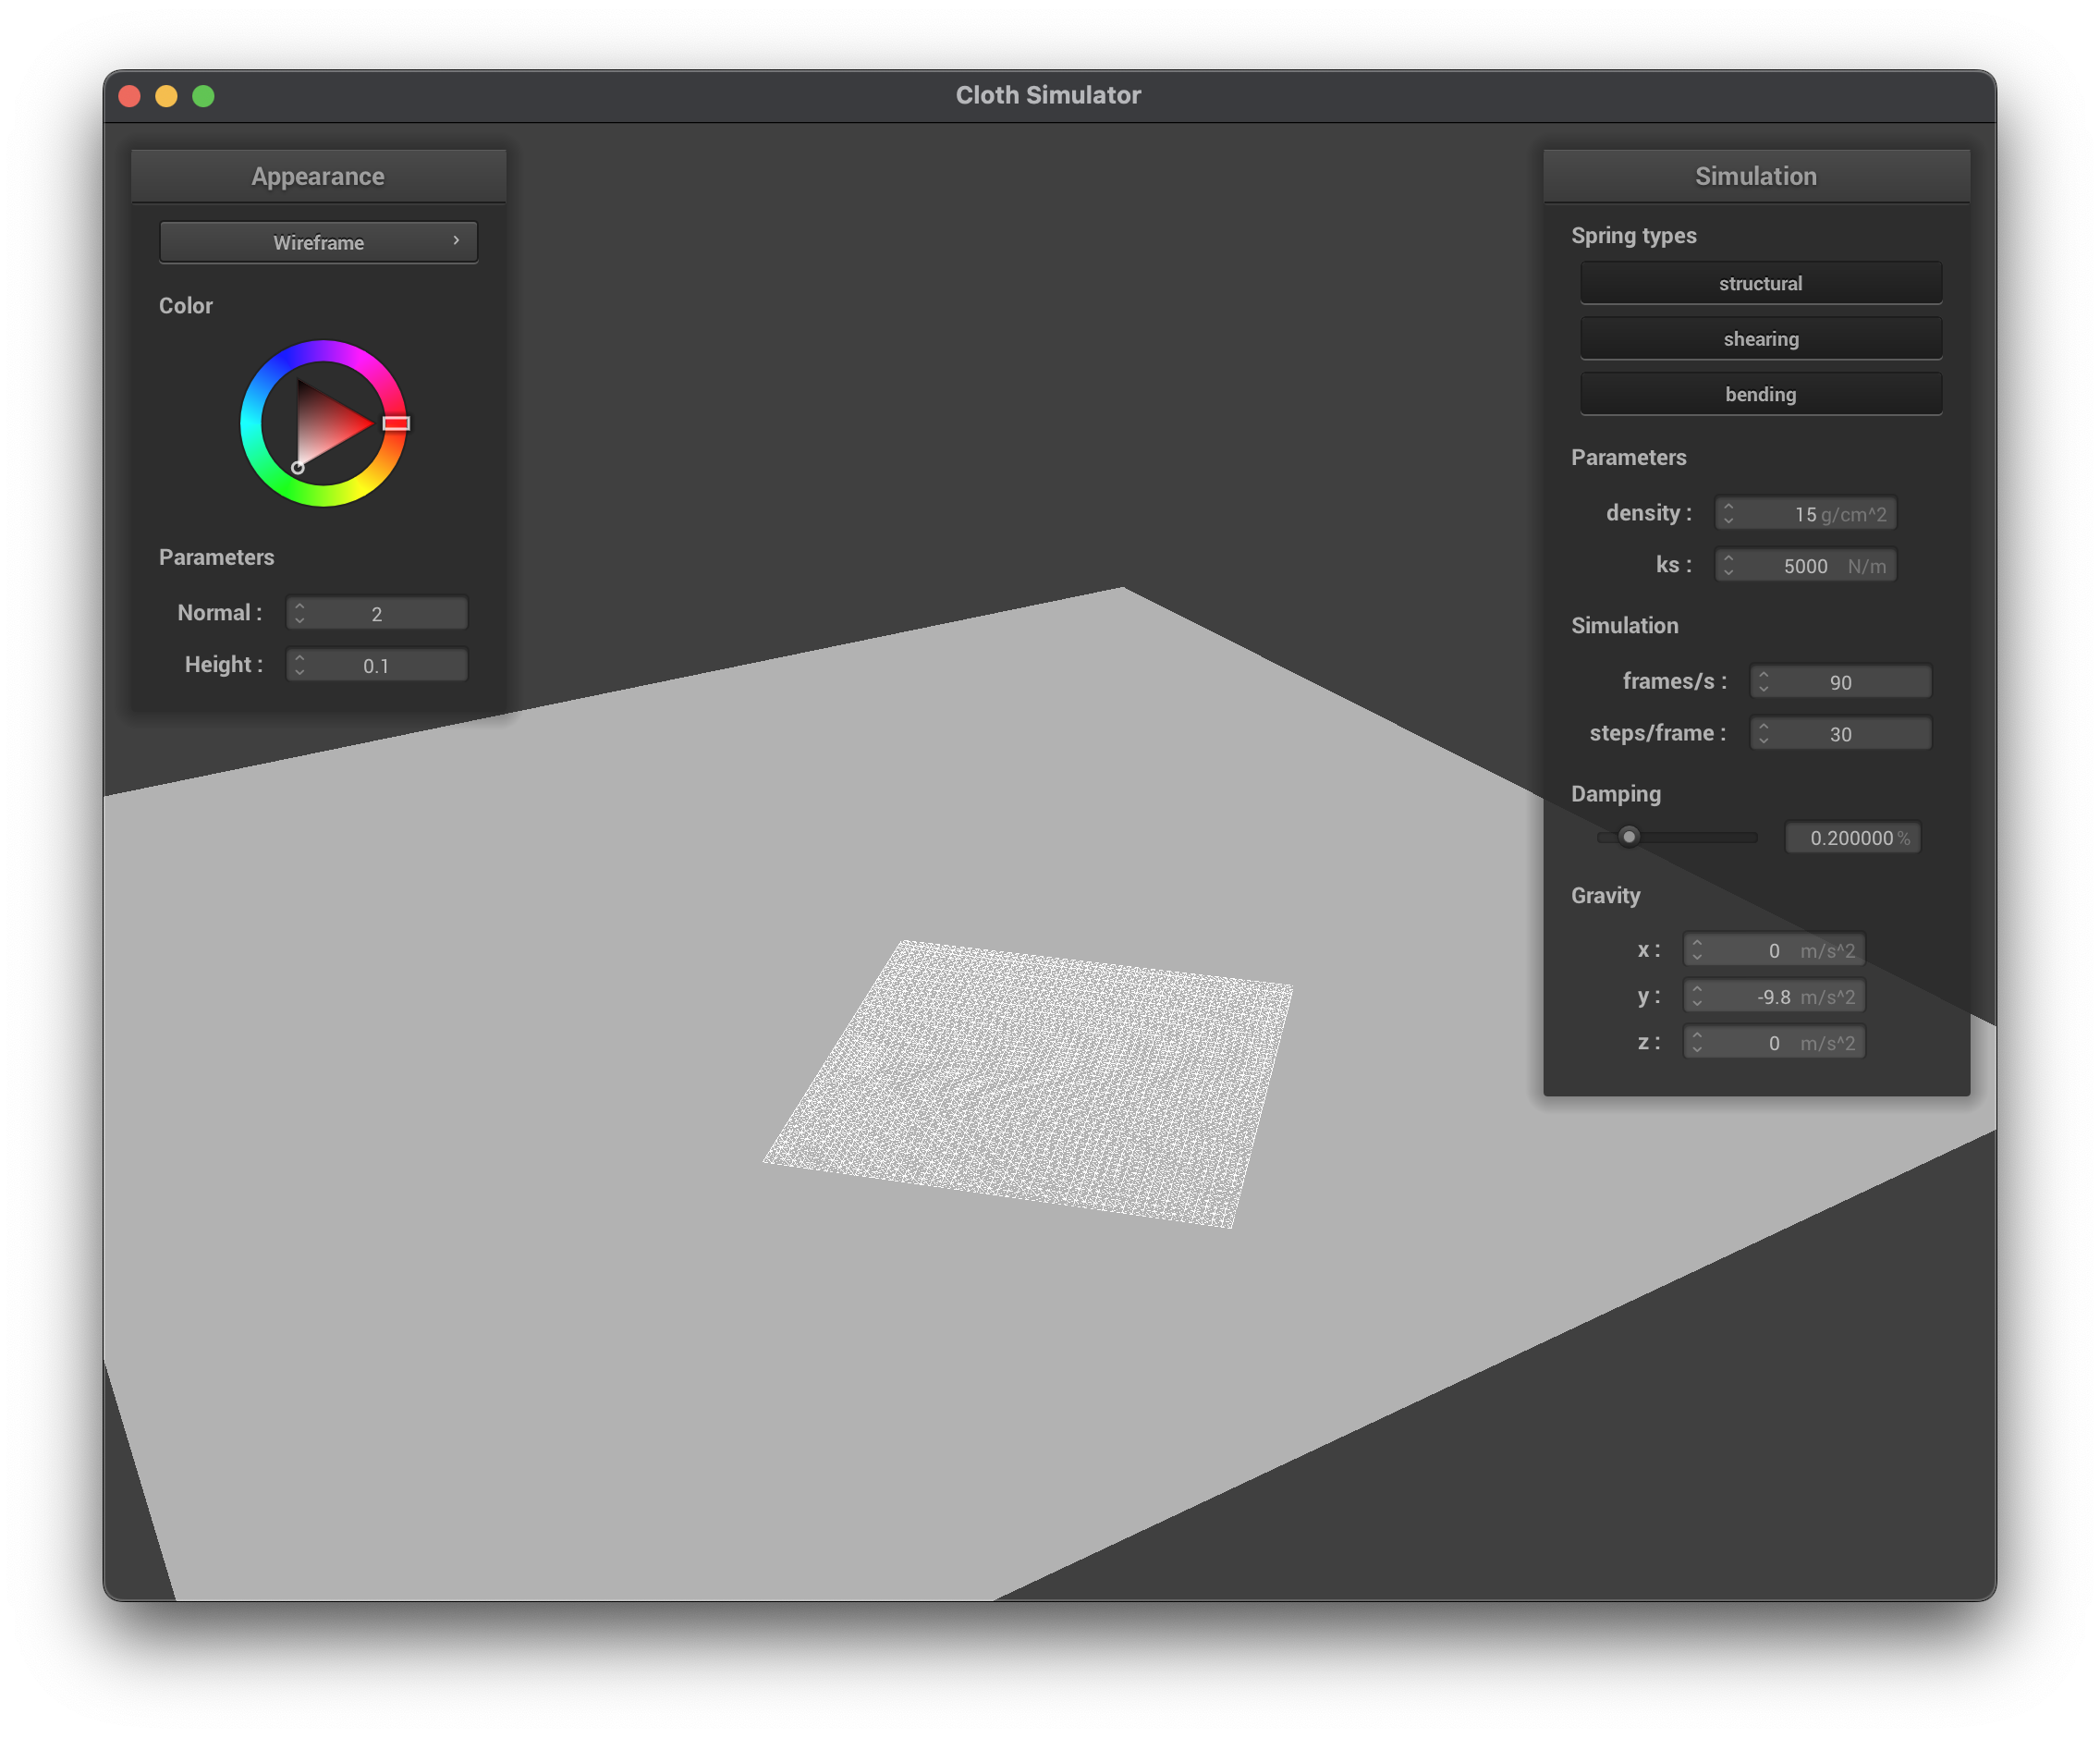 Cloth Simulator
Appearance
Wireframe
Color
Parameters
Normal : 2
Height : 0.1
Simulation
Spring types
structural
shearing
bending
Parameters
density : 15 g/cm^2
ks : 5000 N/m
Simulation
frames/s : 90
steps/frame : 30
Damping
0.200000 %
Gravity
x : 0 m/s^2
y : -9.8 m/s^2
z : 0 m/s^2